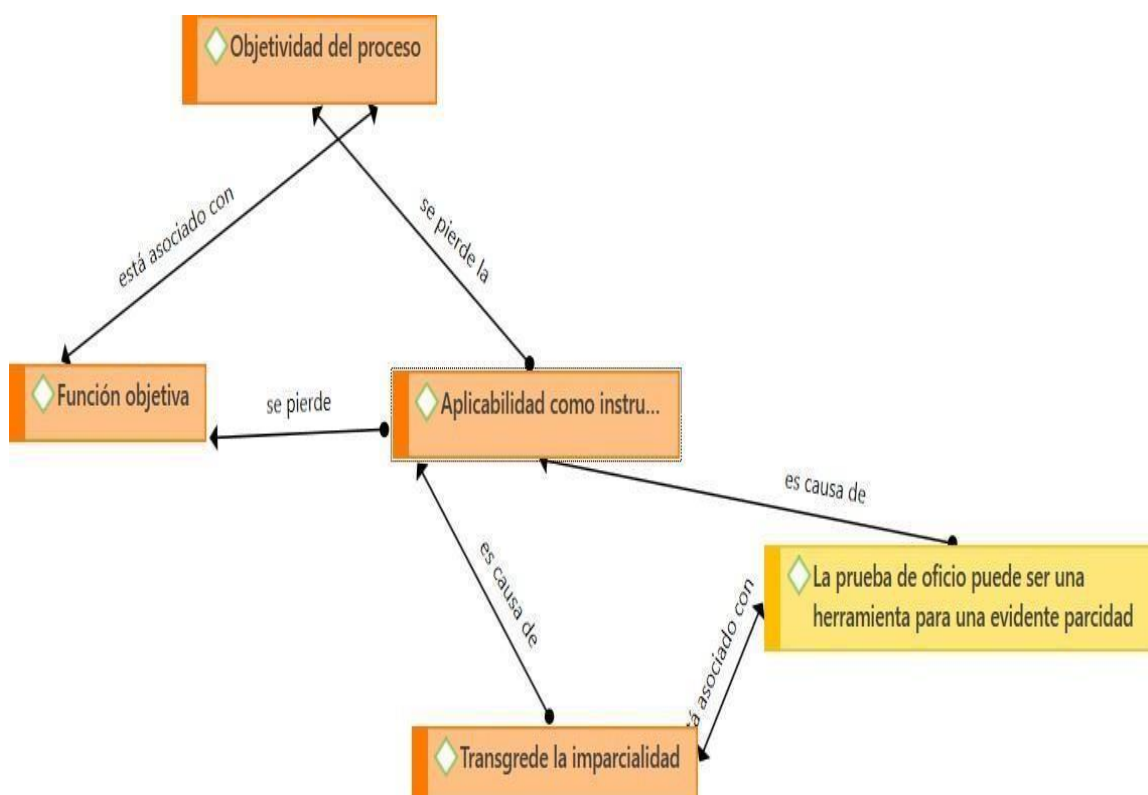 Objetividad del proceso
está asociado con
se pierde la
Función objetiva
se pierde
Aplicabilidad como instru...
es causa de
es causa de
La prueba de oficio puede ser una
herramienta para una evidente parcidad
tá asociado con
Transgrede la imparcialidad